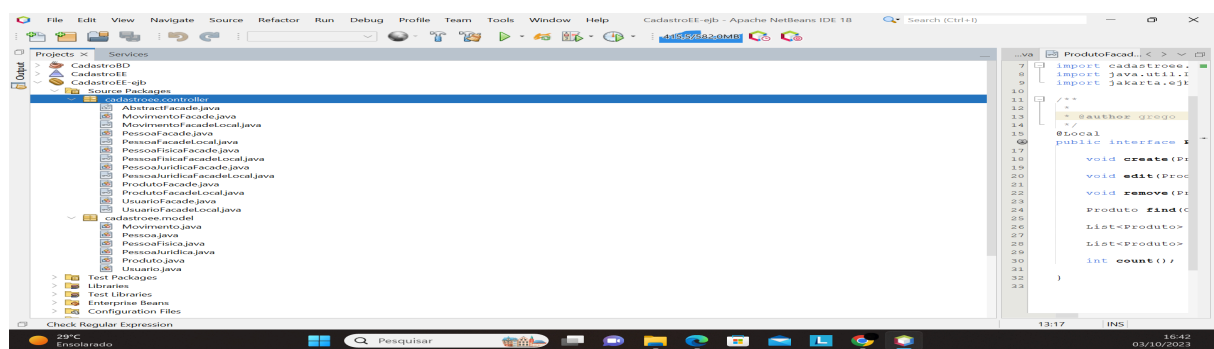 File Edit View Navigate Source Refactor Run Debug Profile Team Tools Window Help CadastroEE-ejb - Apache NetBeans IDE 18 Search (Ctrl+I)
Projects Services ...va ProdutoFacad...
Output
CadastroBD
CadastroEE
CadastroEE-ejb
Source Packages
cadastroee.controller
AbstractFacade.java
MovimentoFacade.java
MovimentoFacadeLocal.java
PessoaFacade.java
PessoaFacadeLocal.java
PessoaFisicaFacade.java
PessoaFisicaFacadeLocal.java
PessoaJuridicaFacade.java
PessoaJuridicaFacadeLocal.java
ProdutoFacade.java
ProdutoFacadeLocal.java
UsuarioFacade.java
UsuarioFacadeLocal.java
cadastroee.model
Movimento.java
Pessoa.java
PessoaFisica.java
PessoaJuridica.java
Produto.java
Usuario.java
Test Packages
Libraries
Test Libraries
Enterprise Beans
Configuration Files
7 import cadastroee.
8 import java.util.
9 import jakarta.ej
10
11 /**
12 *
13 * @author grego
14 */
15 @Local
public interface
17
18 void create(
19
20 void edit(
21
22 void remove(
23
24 Produto find(
25
26 List<Produto>
27
28 List<Produto>
29
30 int count();
31
32 }
33
Check Regular Expression 13:17 INS
29°C
Ensolarado
Pesquisar
16:42
03/10/2023